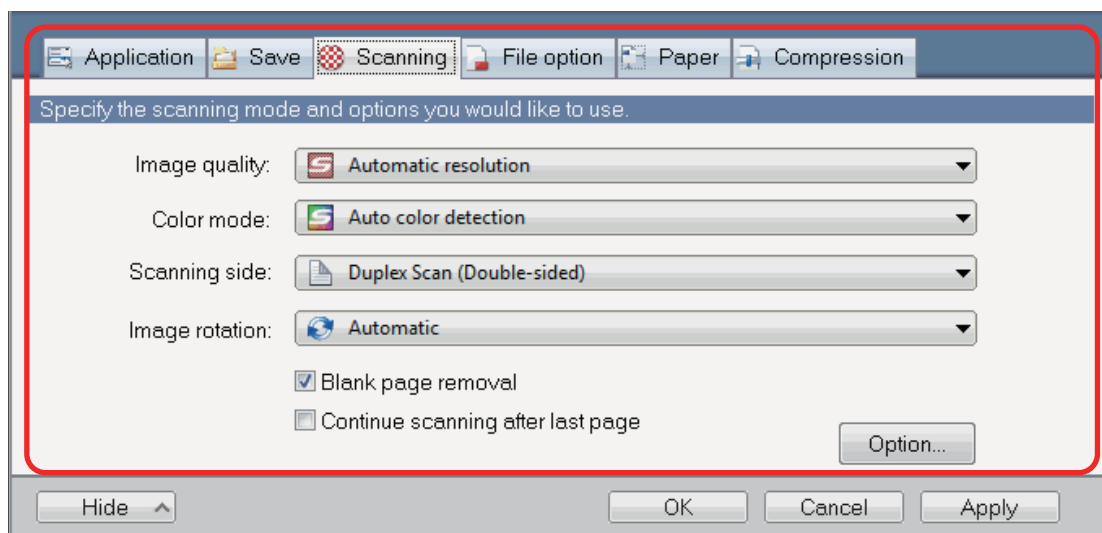 Application Save Scanning File option Paper Compression
Specify the scanning mode and options you would like to use.
Image quality: Automatic resolution
Color mode: Auto color detection
Scanning side: Duplex Scan (Double-sided)
Image rotation: Automatic
Blank page removal
Continue scanning after last page
Option...
Hide OK Cancel Apply